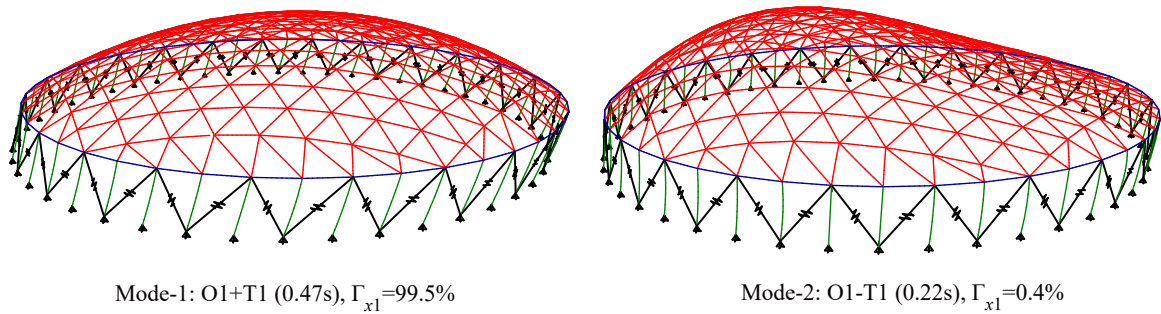 Mode-1: O1+T1 (0.47s), Γx1=99.5%
Mode-2: O1-T1 (0.22s), Γx1=0.4%